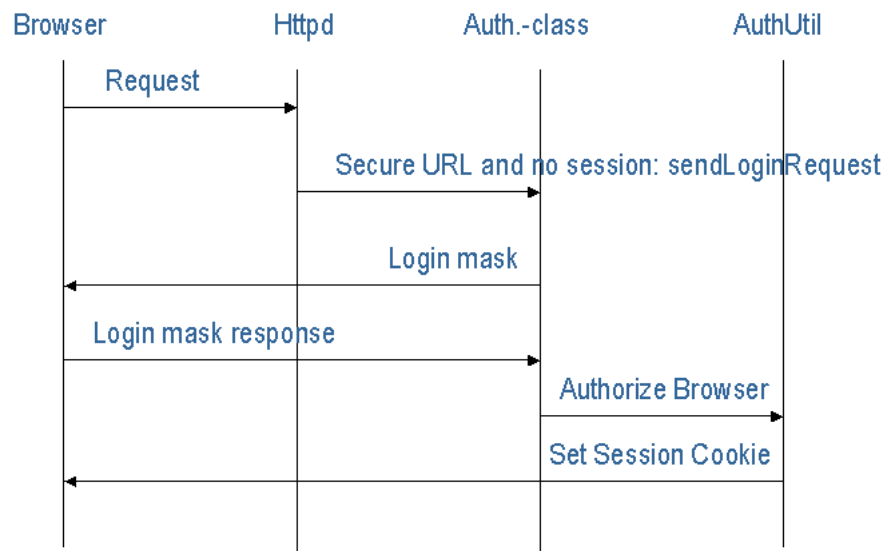 Browser Httpd Auth.-class AuthUtil
Request
Secure URL and no session: sendLoginRequest
Login mask
Login mask response
Authorize Browser
Set Session Cookie